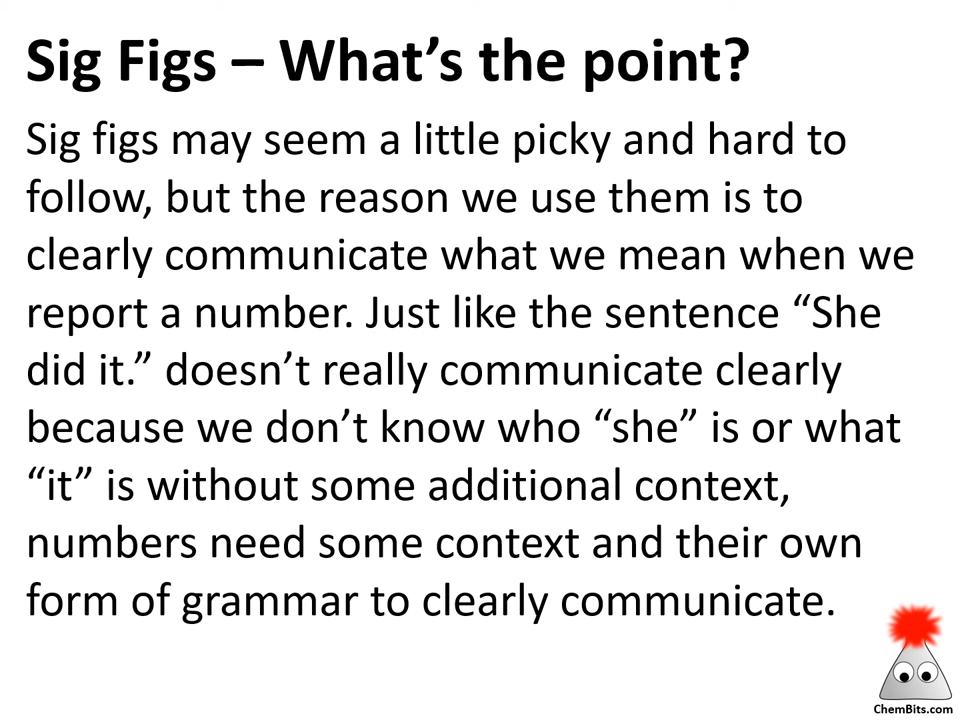 Sig Figs – What’s the point?
Sig figs may seem a little picky and hard to
follow, but the reason we use them is to
clearly communicate what we mean when we
report a number. Just like the sentence “She
did it.” doesn’t really communicate clearly
because we don’t know who “she” is or what
“it” is without some additional context,
numbers need some context and their own
form of grammar to clearly communicate.
ChemBits.com